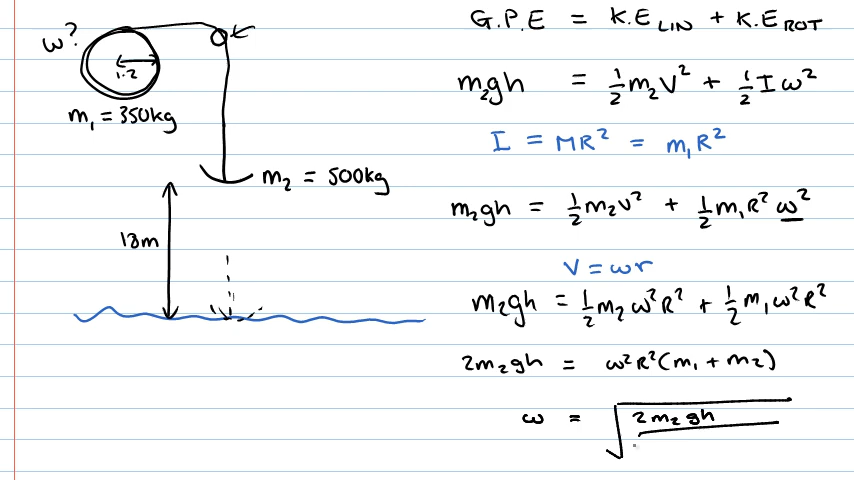 ω?
1.2
m₁ = 350kg
m₂ = 500kg
18m
G.P.E = K.E LIN + K.E ROT
m₂gh = ½m₂V² + ½Iω²
I = MR² = m₁R²
m₂gh = ½m₂v² + ½m₁R²ω²
V = ωr
m₂gh = ½m₂ω²R² + ½m₁ω²R²
2m₂gh = ω²R²(m₁ + m₂)
ω = √2m₂gh